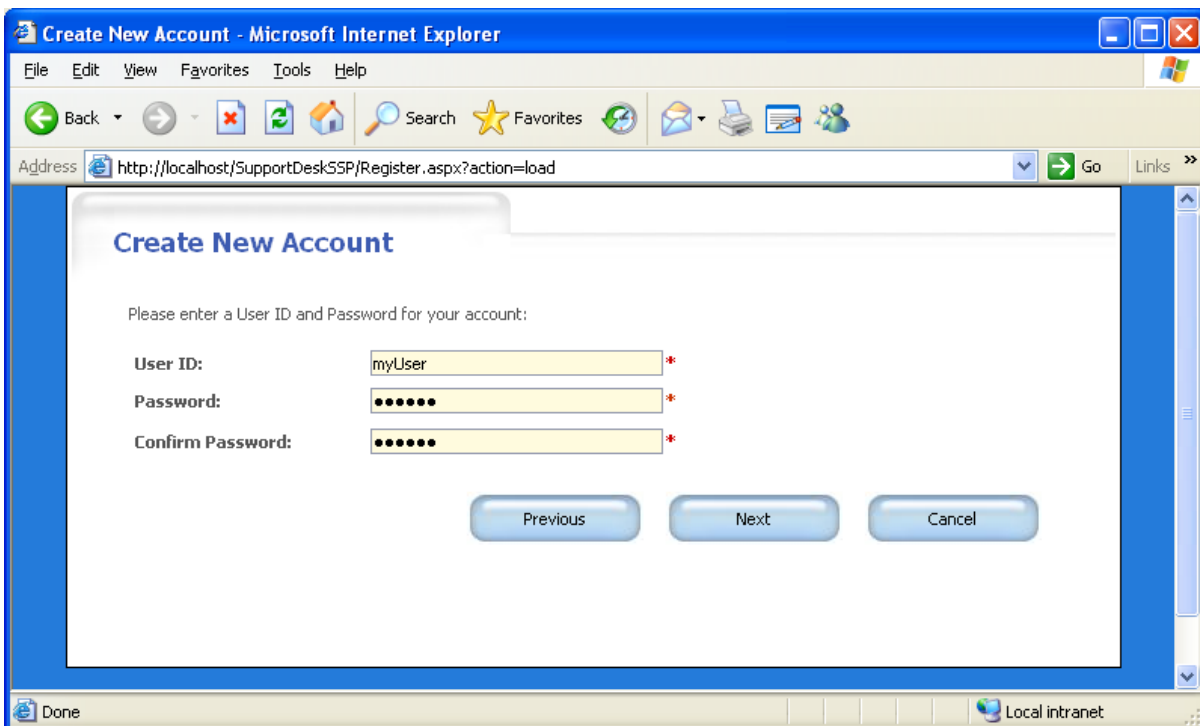 Create New Account - Microsoft Internet Explorer
File Edit View Favorites Tools Help
Back Search Favorites
Address http://localhost/SupportDeskSSP/Register.aspx?action=load Go Links »
Create New Account
Please enter a User ID and Password for your account:
User ID: myUser *
Password: •••••• *
Confirm Password: •••••• *
Previous Next Cancel
Done Local intranet